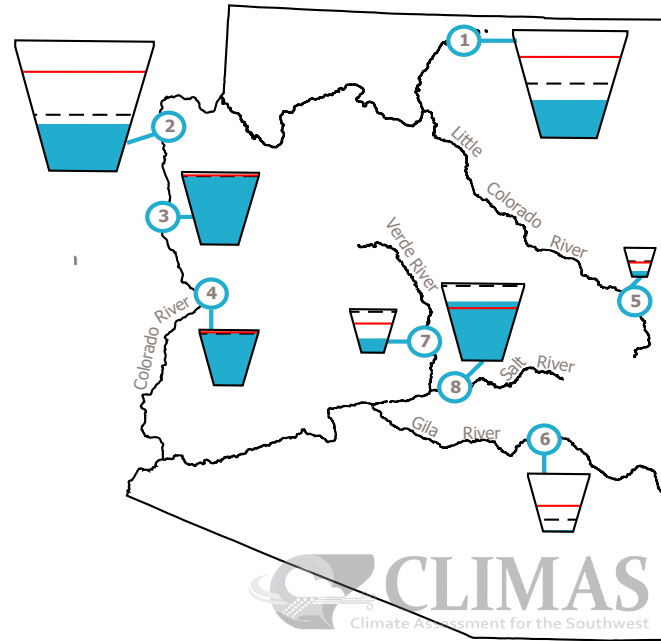 1
2
Little
Colorado
River
3
Verde River
4
5
Colorado River
7
8
Salt River
Gila River
6
CLIMAS
Climate Assessment for the Southwest